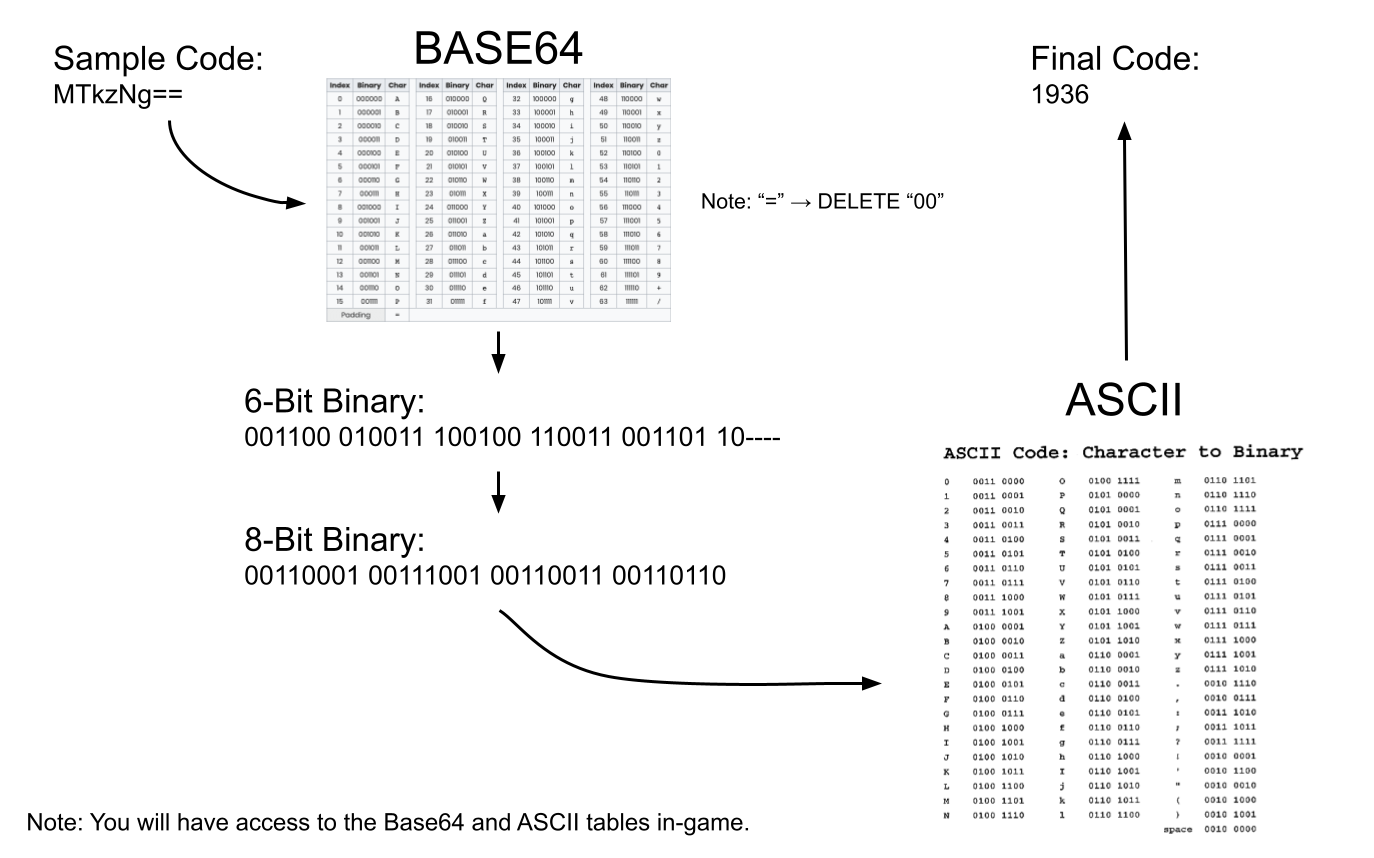 Sample Code:
MTkzNg==
BASE64
Index Binary Char Index Binary Char Index Binary Char Index Binary Char
0 000000 A 16 010000 Q 32 100000 g 48 110000 w
1 000001 B 17 010001 R 33 100001 h 49 110001 x
2 000010 C 18 010010 S 34 100010 i 50 110010 y
3 000011 D 19 010011 T 35 100011 j 51 110011 z
4 000100 E 20 010100 U 36 100100 k 52 110100 0
5 000101 F 21 010101 V 37 100101 l 53 110101 1
6 000110 G 22 010110 W 38 100110 m 54 110110 2
7 000111 H 23 010111 X 39 100111 n 55 110111 3
8 001000 I 24 011000 Y 40 101000 o 56 111000 4
9 001001 J 25 011001 Z 41 101001 p 57 111001 5
10 001010 K 26 011010 a 42 101010 q 58 111010 6
11 001011 L 27 011011 b 43 101011 r 59 111011 7
12 001100 M 28 011100 c 44 101100 s 60 111100 8
13 001101 N 29 011101 d 45 101101 t 61 111101 9
14 001110 O 30 011110 e 46 101110 u 62 111110 +
15 001111 P 31 011111 f 47 101111 v 63 111111 /
Padding =
Note: “=” → DELETE “00”
Final Code:
1936
6-Bit Binary:
001100 010011 100100 110011 001101 10----
8-Bit Binary:
00110001 00111001 00110011 00110110
ASCII
ASCII Code: Character to Binary
0 0011 0000 O 0100 1111 m 0110 1101
1 0011 0001 P 0101 0000 n 0110 1110
2 0011 0010 Q 0101 0001 o 0110 1111
3 0011 0011 R 0101 0010 p 0111 0000
4 0011 0100 S 0101 0011 q 0111 0001
5 0011 0101 T 0101 0100 r 0111 0010
6 0011 0110 U 0101 0101 s 0111 0011
7 0011 0111 V 0101 0110 t 0111 0100
8 0011 1000 W 0101 0111 u 0111 0101
9 0011 1001 X 0101 1000 v 0111 0110
A 0100 0001 Y 0101 1001 w 0111 0111
B 0100 0010 Z 0101 1010 x 0111 1000
C 0100 0011 a 0110 0001 y 0111 1001
D 0100 0100 b 0110 0010 z 0111 1010
E 0100 0101 c 0110 0011 . 0010 1110
F 0100 0110 d 0110 0100 , 0010 0111
G 0100 0111 e 0110 0101 : 0011 1010
H 0100 1000 f 0110 0110 ; 0011 1011
I 0100 1001 g 0110 0111 ? 0011 1111
J 0100 1010 h 0110 1000 ! 0010 0001
K 0100 1011 I 0110 1001 ' 0010 1100
L 0100 1100 j 0110 1010 " 0010 0010
M 0100 1101 k 0110 1011 ( 0010 1000
N 0100 1110 l 0110 1100 ) 0010 1001
space 0010 0000
Note: You will have access to the Base64 and ASCII tables in-game.